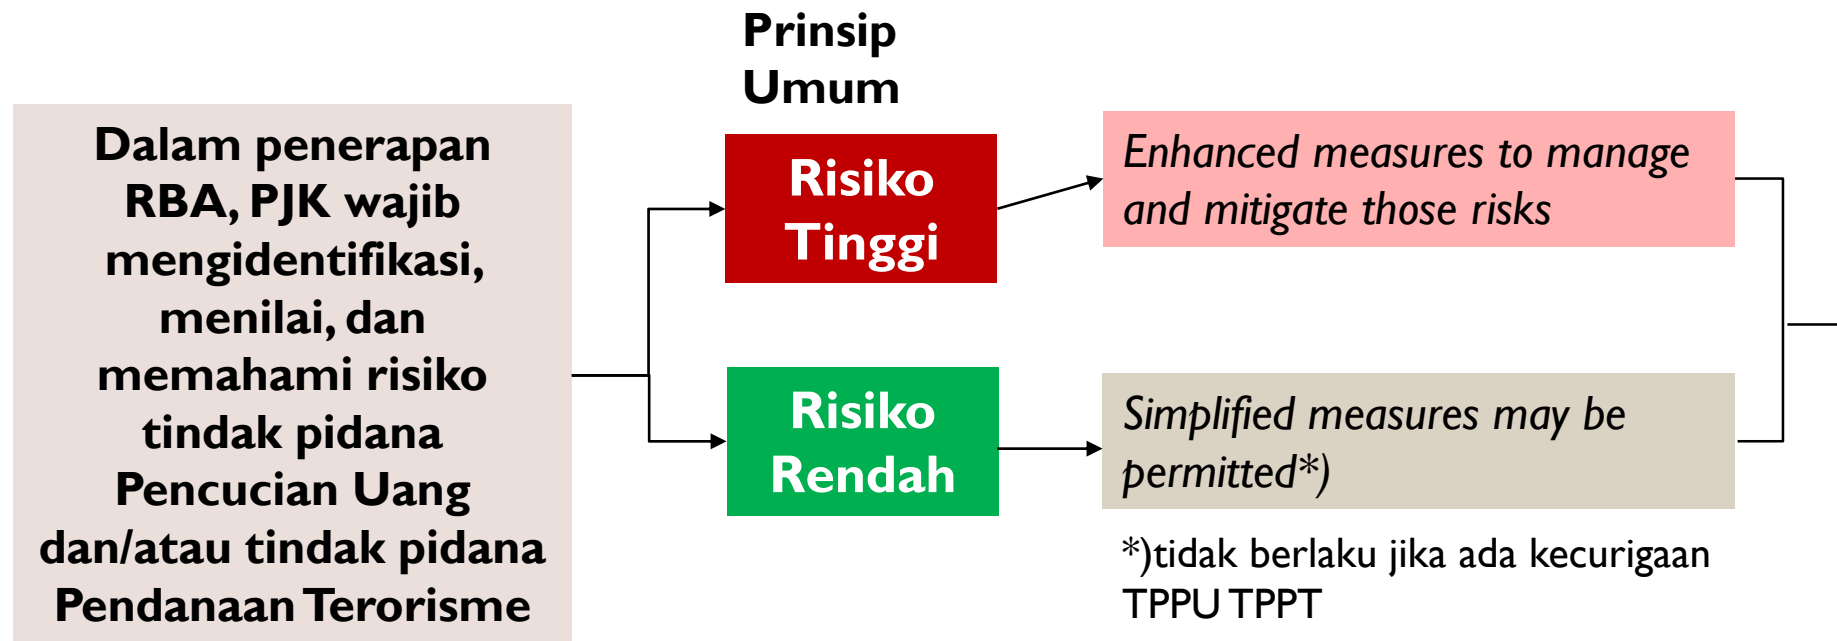 Prinsip
Umum
Dalam penerapan
RBA, PJK wajib
mengidentifikasi,
menilai, dan
memahami risiko
tindak pidana
Pencucian Uang
dan/atau tindak pidana
Pendanaan Terorisme
Risiko
Tinggi
Enhanced measures to manage
and mitigate those risks
Risiko
Rendah
Simplified measures may be
permitted*)
*)tidak berlaku jika ada kecurigaan
TPPU TPPT